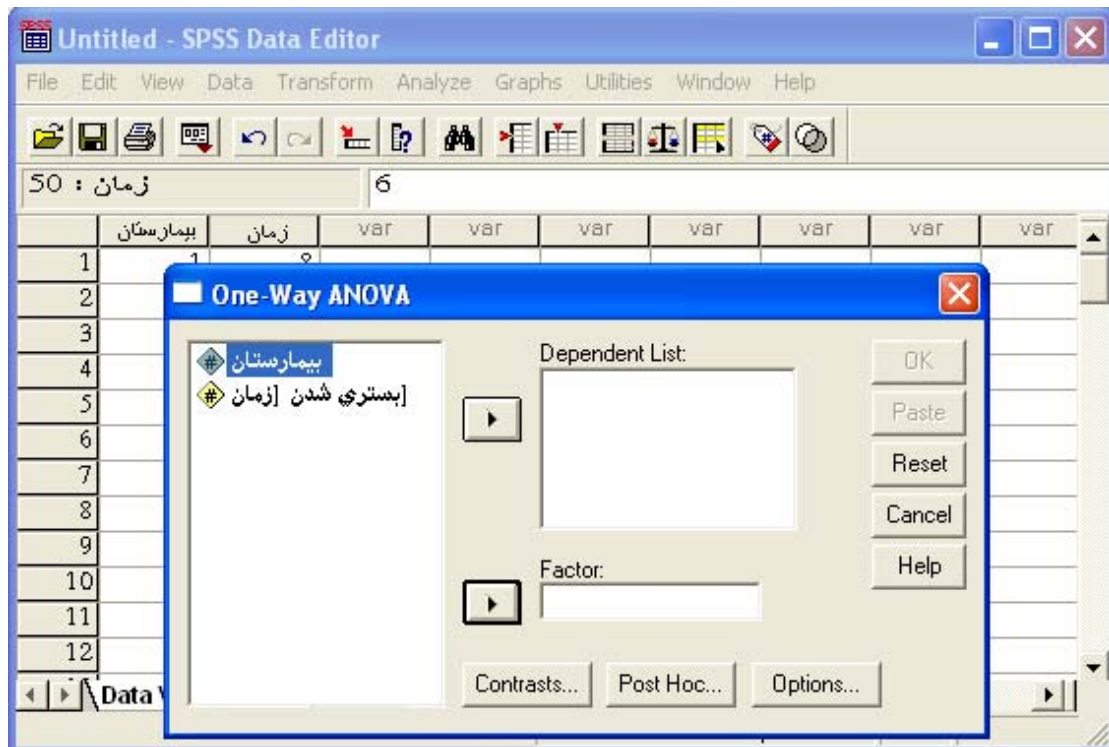 SPSS
Untitled - SPSS Data Editor
File Edit View Data Transform Analyze Graphs Utilities Window Help
50 : زمان
6
بیمارستان زمان var var var var var var var
1 1 8
2
3
4
5
6
7
8
9
10
11
12
One-Way ANOVA
بیمارستان
بستري شدن [زمان]
Dependent List:
Factor:
OK
Paste
Reset
Cancel
Help
Contrasts... Post Hoc... Options...
Data V